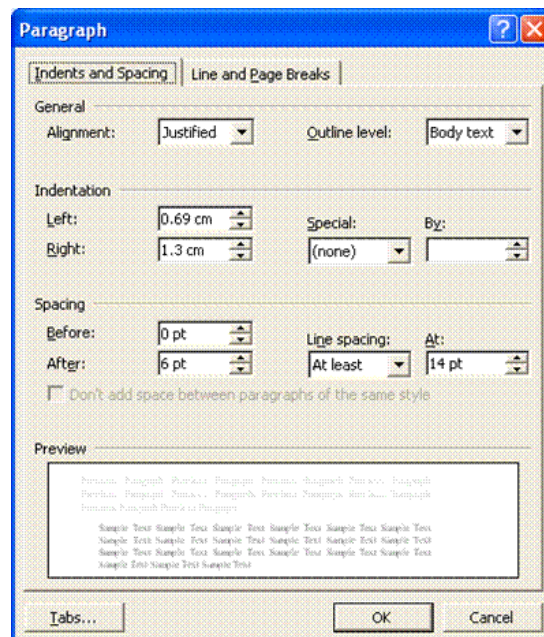 Paragraph
Indents and Spacing Line and Page Breaks
General
Alignment: Justified Outline level: Body text
Indentation
Left: 0.69 cm Special: By:
Right: 1.3 cm (none)
Spacing
Before: 0 pt Line spacing: At:
After: 6 pt At least 14 pt
Don't add space between paragraphs of the same style
Preview
Sample Text Sample Text Sample Text Sample Text Sample Text Sample Text
Sample Text Sample Text Sample Text Sample Text Sample Text Sample Text
Sample Text Sample Text Sample Text Sample Text Sample Text Sample Text
Sample Text Sample Text Sample Text
Tabs... OK Cancel